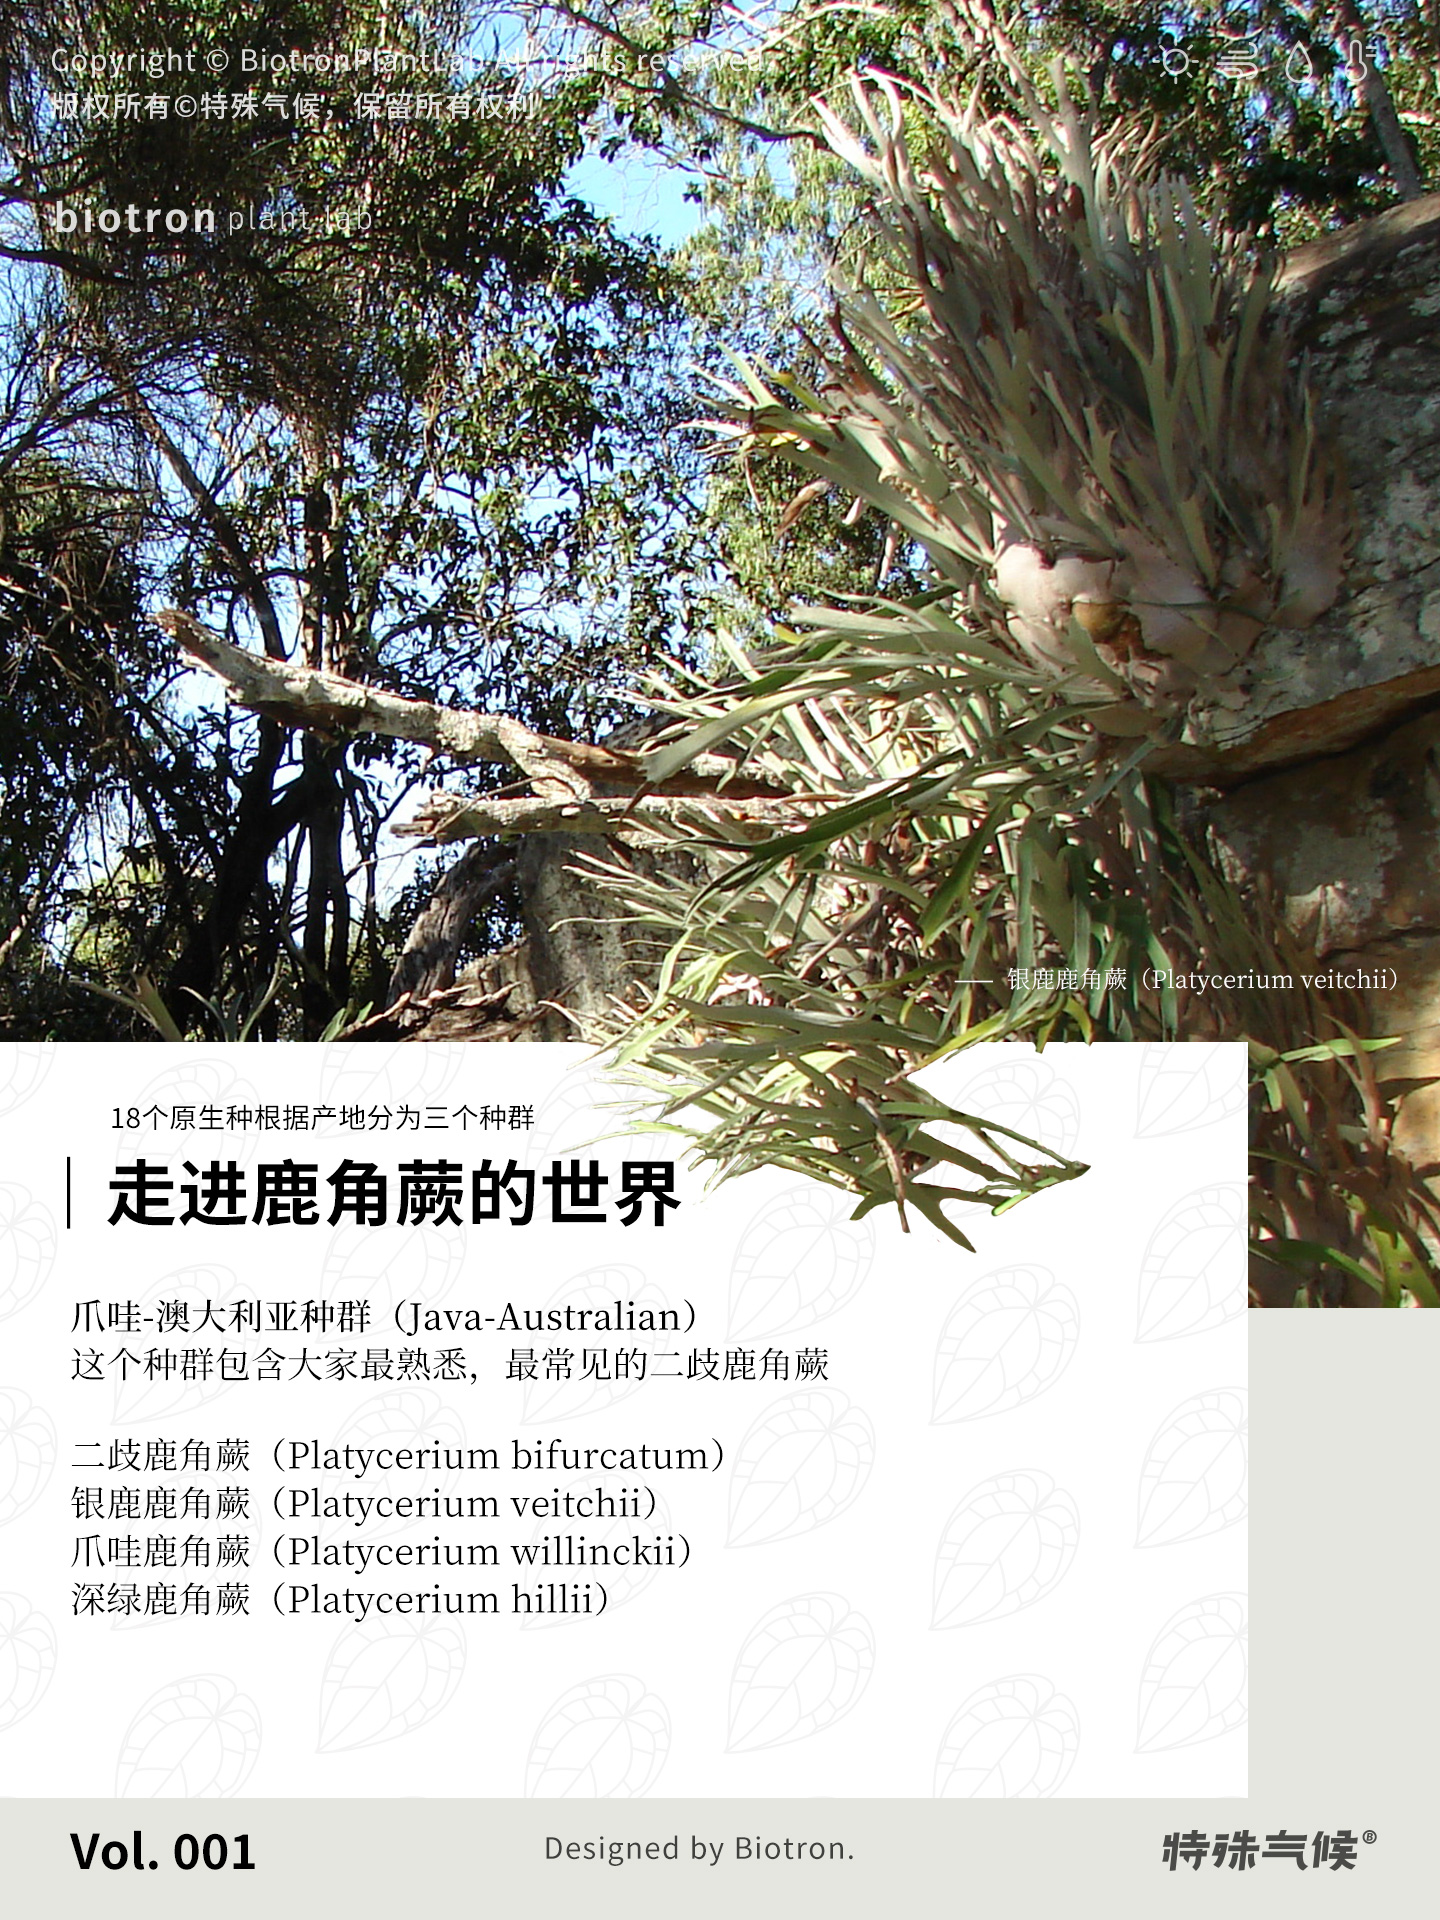 Copyright © BiotronPlantLab All rights reserved.
版权所有©特殊气候，保留所有权利
biotron plant lab
—— 银鹿鹿角蕨（Platycerium veitchii）
18个原生种根据产地分为三个种群
走进鹿角蕨的世界
爪哇-澳大利亚种群（Java-Australian）
这个种群包含大家最熟悉，最常见的二歧鹿角蕨
二歧鹿角蕨（Platycerium bifurcatum）
银鹿鹿角蕨（Platycerium veitchii）
爪哇鹿角蕨（Platycerium willinckii）
深绿鹿角蕨（Platycerium hillii）
Vol. 001
Designed by Biotron.
特殊气候®